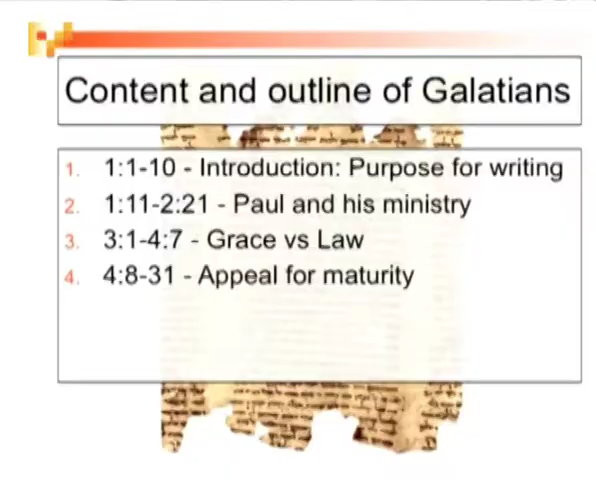 Content and outline of Galatians
1. 1:1-10 - Introduction: Purpose for writing
2. 1:11-2:21 - Paul and his ministry
3. 3:1-4:7 - Grace vs Law
4. 4:8-31 - Appeal for maturity